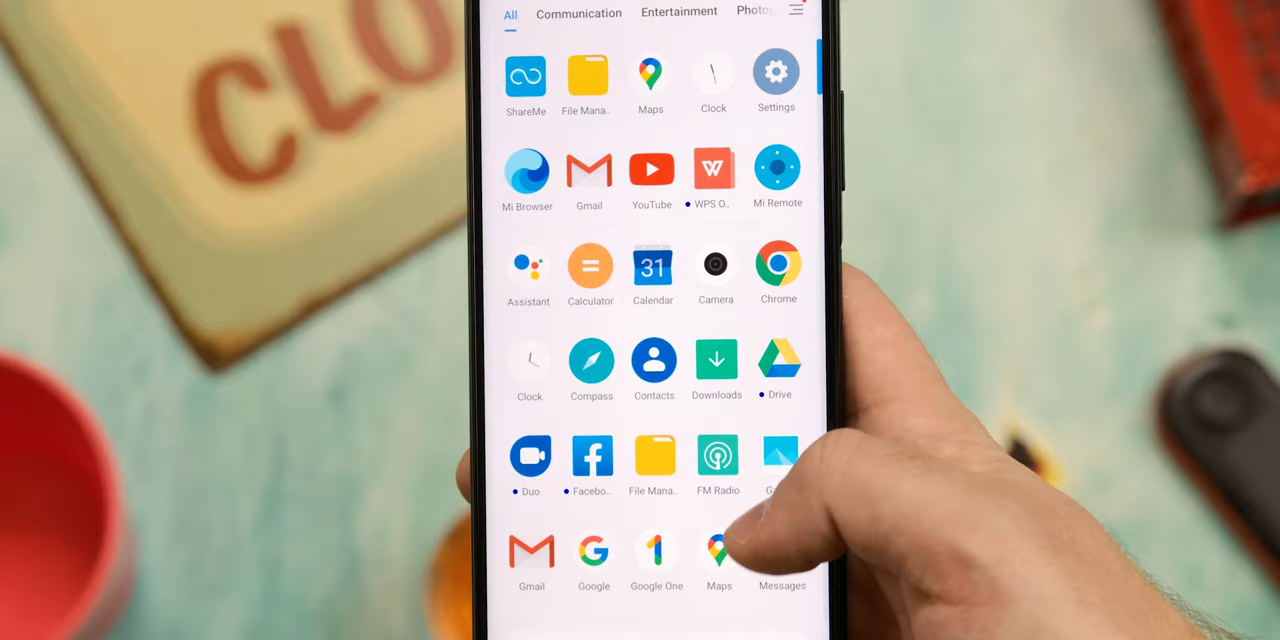 CLO
All Communication Entertainment Photo
ShareMe File Mana.. Maps Clock Settings
Mi Browser Gmail YouTube WPS O.. Mi Remote
31
Assistant Calculator Calendar Camera Chrome
Clock Compass Contacts Downloads Drive
Duo Facebo.. File Mana.. FM Radio Ga
Gmail Google Google One Maps Messages